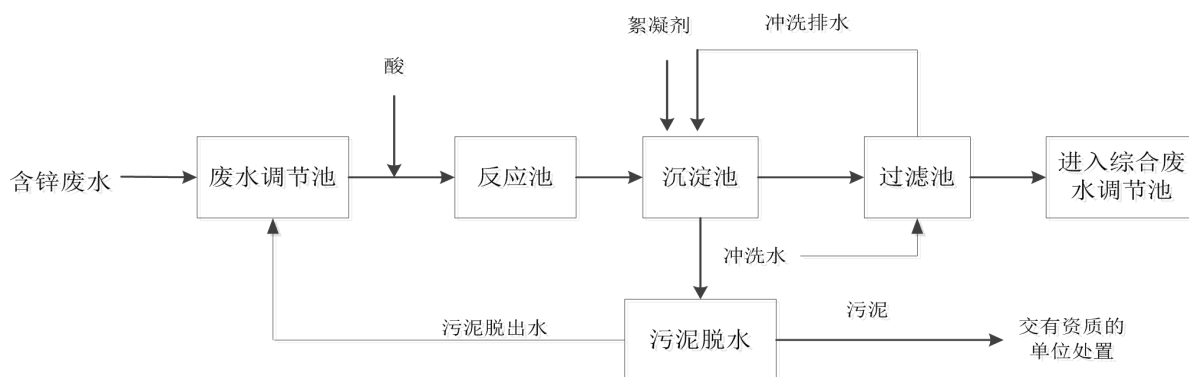 絮凝剂
冲洗排水
酸
含锌废水
废水调节池
反应池
沉淀池
过滤池
进入综合废
水调节池
冲洗水
污泥脱出水
污泥脱水
污泥
交有资质的
单位处置